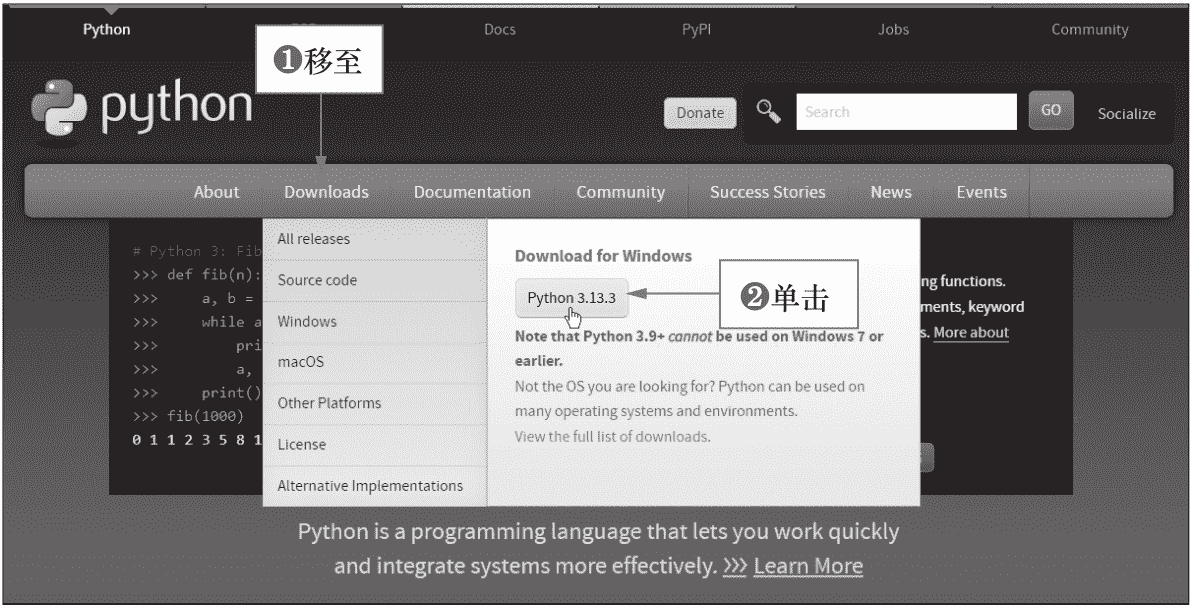 Python
Docs
PyPI
Jobs
Community
❶移至
python
Donate
Search
GO
Socialize
About
Downloads
Documentation
Community
Success Stories
News
Events
# Python 3: Fib
>>> def fib(n):
>>> a, b =
>>> while a
>>> pri
>>> a,
>>> print()
>>> fib(1000)
0 1 1 2 3 5 8 1
All releases
Source code
Windows
macOS
Other Platforms
License
Alternative Implementations
Download for Windows
Python 3.13.3
❷单击
Note that Python 3.9+ cannot be used on Windows 7 or
earlier.
Not the OS you are looking for? Python can be used on
many operating systems and environments.
View the full list of downloads.
ng functions.
ments, keyword
s. More about
Python is a programming language that lets you work quickly
and integrate systems more effectively. >>> Learn More